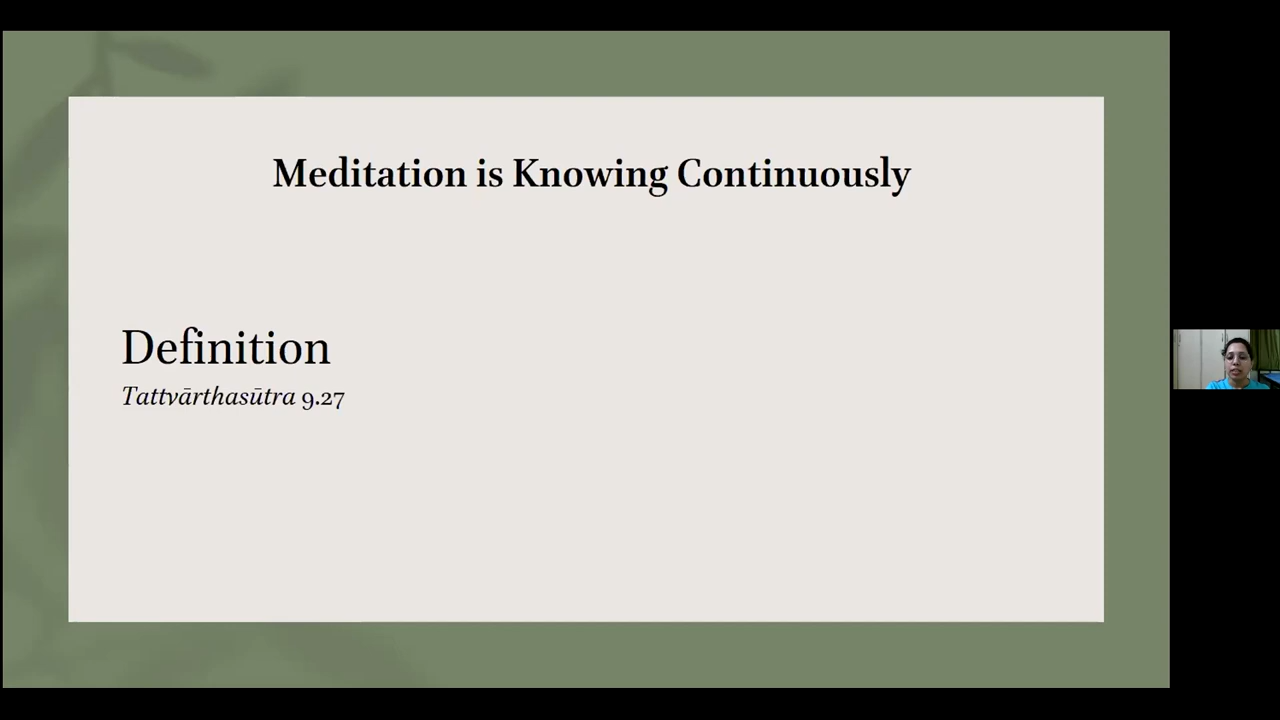 Meditation is Knowing Continuously
Definition
Tattvārthasūtra 9.27